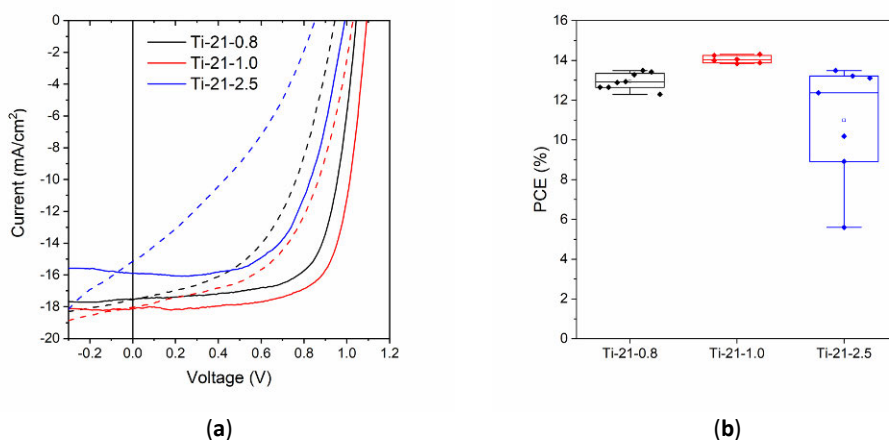 0
-2
-4
-6
-8
-10
-12
-14
-16
-18
-20
Current (mA/cm²)
Ti-21-0.8
Ti-21-1.0
Ti-21-2.5
-0.2 0.0 0.2 0.4 0.6 0.8 1.0 1.2
Voltage (V)
(a)
16
14
12
10
8
6
4
2
0
PCE (%)
Ti-21-0.8 Ti-21-1.0 Ti-21-2.5
(b)